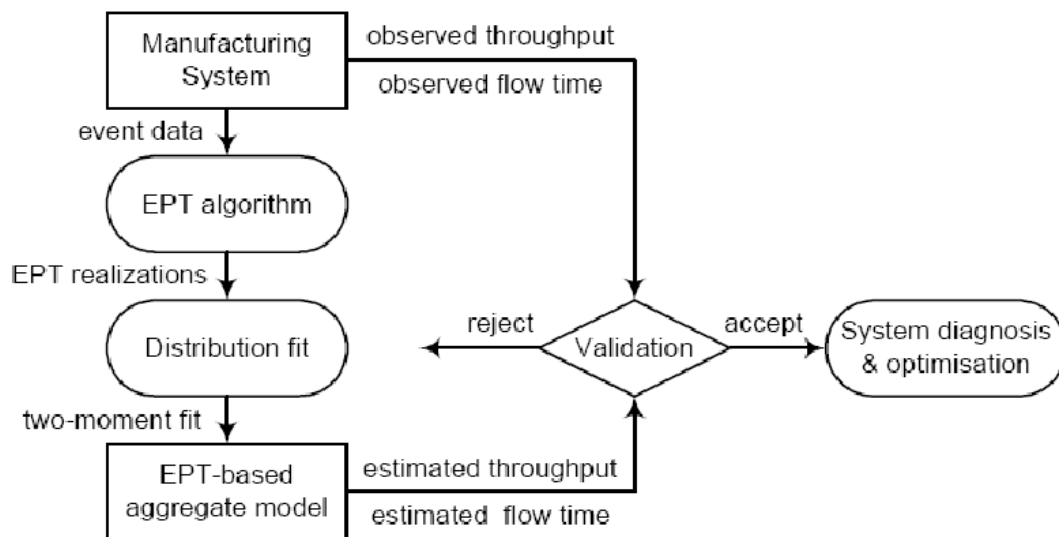 Manufacturing
System
observed throughput
observed flow time
event data
EPT algorithm
EPT realizations
Distribution fit
reject
Validation
accept
System diagnosis
& optimisation
two-moment fit
EPT-based
aggregate model
estimated throughput
estimated flow time